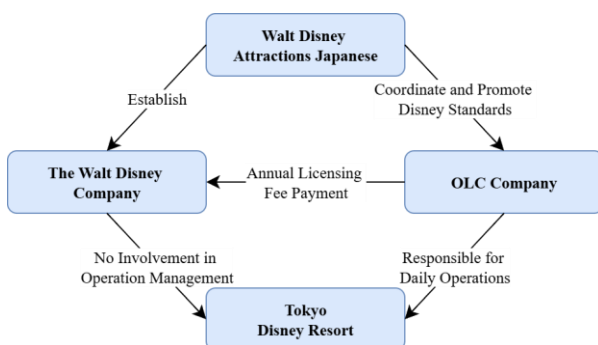 Walt Disney
Attractions Japanese
Establish
Coordinate and Promote
Disney Standards
The Walt Disney
Company
Annual Licensing
Fee Payment
OLC Company
No Involvement in
Operation Management
Responsible for
Daily Operations
Tokyo
Disney Resort